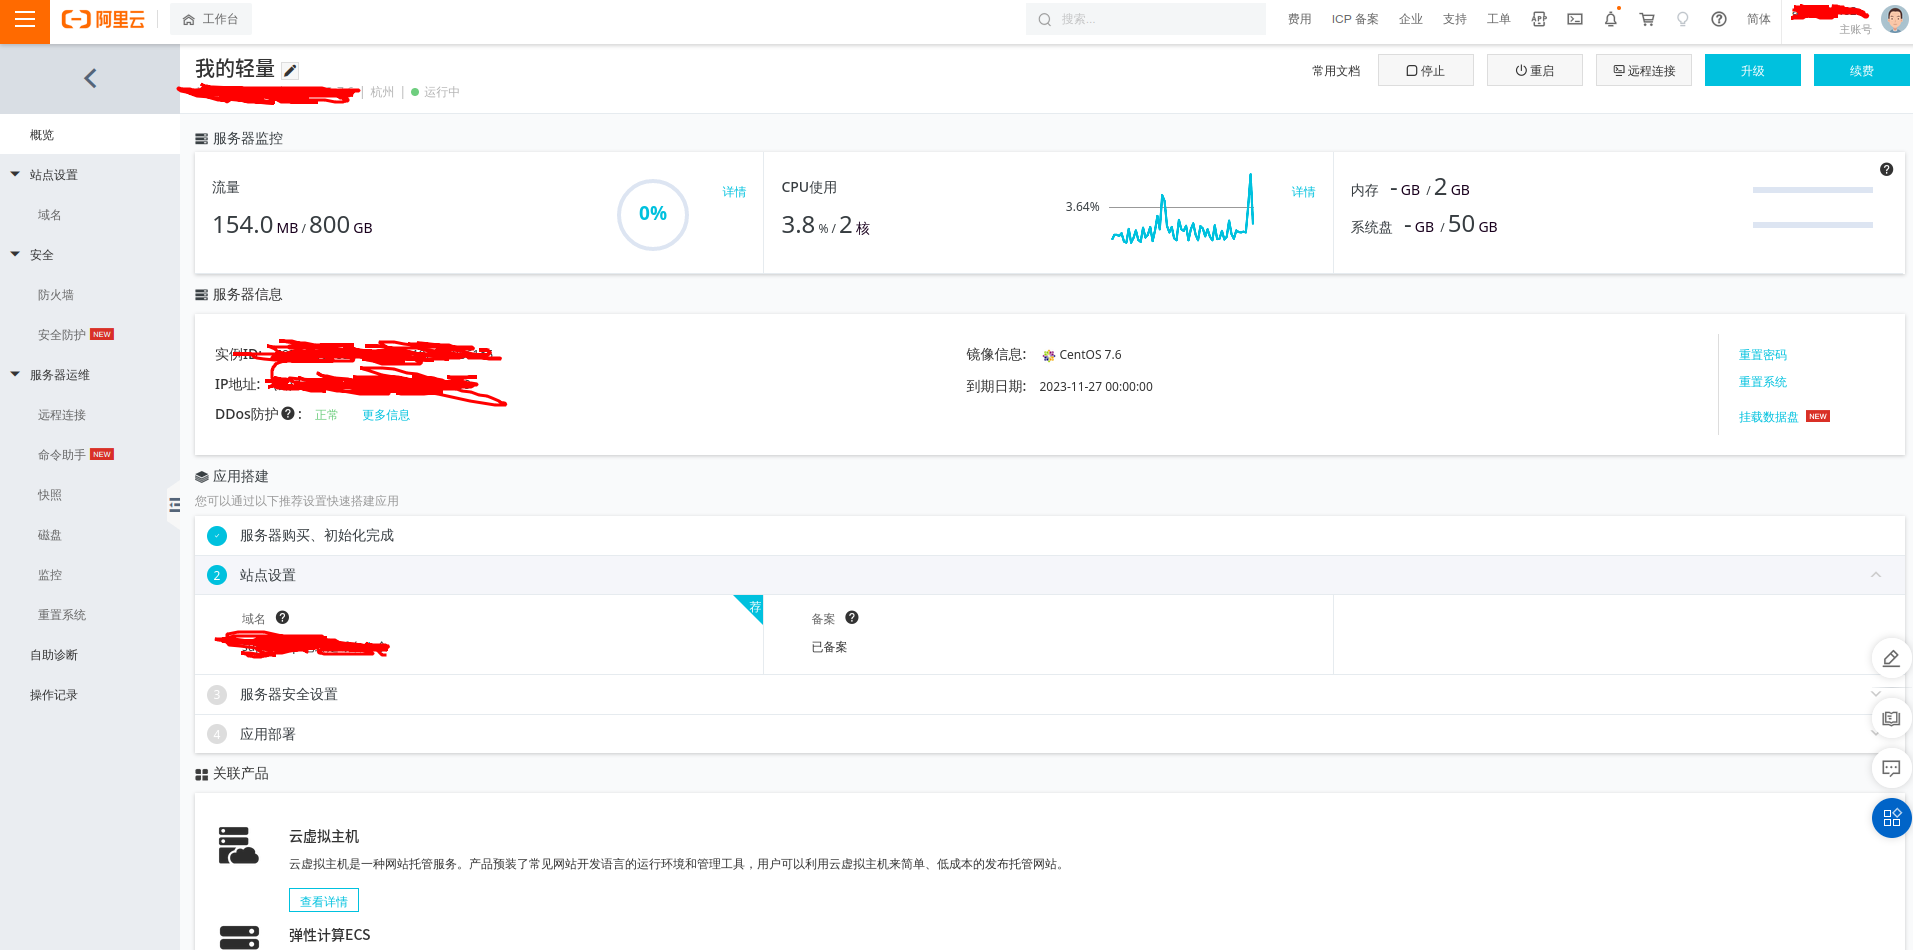 阿里云
工作台
搜索...
费用
ICP 备案
企业
支持
工单
APP
简体
主账号
我的轻量
常用文档
停止
重启
远程连接
升级
续费
| 杭州 | 运行中
概览
站点设置
域名
安全
防火墙
安全防护 NEW
服务器运维
远程连接
命令助手 NEW
快照
磁盘
监控
重置系统
自助诊断
操作记录
服务器监控
流量
154.0 MB / 800 GB
0%
详情
CPU使用
3.8 % / 2 核
3.64%
详情
内存 - GB / 2 GB
系统盘 - GB / 50 GB
服务器信息
实例ID:
IP地址:
DDos防护 : 正常 更多信息
镜像信息: CentOS 7.6
到期日期: 2023-11-27 00:00:00
重置密码
重置系统
挂载数据盘 NEW
应用搭建
您可以通过以下推荐设置快速搭建应用
服务器购买、初始化完成
2 站点设置
域名
荐
备案
已备案
3 服务器安全设置
4 应用部署
关联产品
云虚拟主机
云虚拟主机是一种网站托管服务。产品预装了常见网站开发语言的运行环境和管理工具，用户可以利用云虚拟主机来简单、低成本的发布托管网站。
查看详情
弹性计算ECS